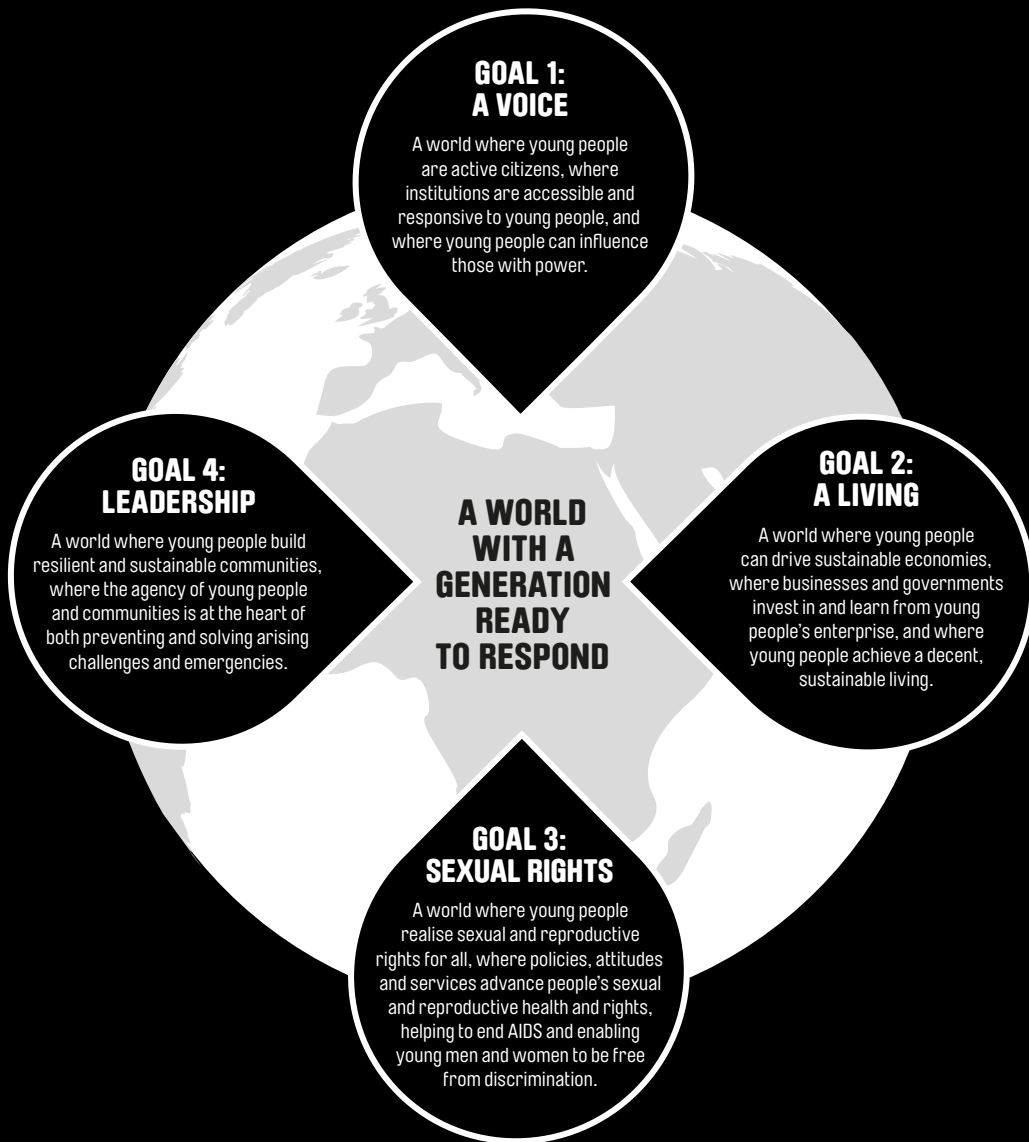 GOAL 1:
A VOICE
A world where young people
are active citizens, where
institutions are accessible and
responsive to young people, and
where young people can influence
those with power.
GOAL 4:
LEADERSHIP
A world where young people build
resilient and sustainable communities,
where the agency of young people
and communities is at the heart of
both preventing and solving arising
challenges and emergencies.
A WORLD
WITH A
GENERATION
READY
TO RESPOND
GOAL 2:
A LIVING
A world where young people
can drive sustainable economies,
where businesses and governments
invest in and learn from young
people’s enterprise, and where
young people achieve a decent,
sustainable living.
GOAL 3:
SEXUAL RIGHTS
A world where young people
realise sexual and reproductive
rights for all, where policies, attitudes
and services advance people’s sexual
and reproductive health and rights,
helping to end AIDS and enabling
young men and women to be free
from discrimination.